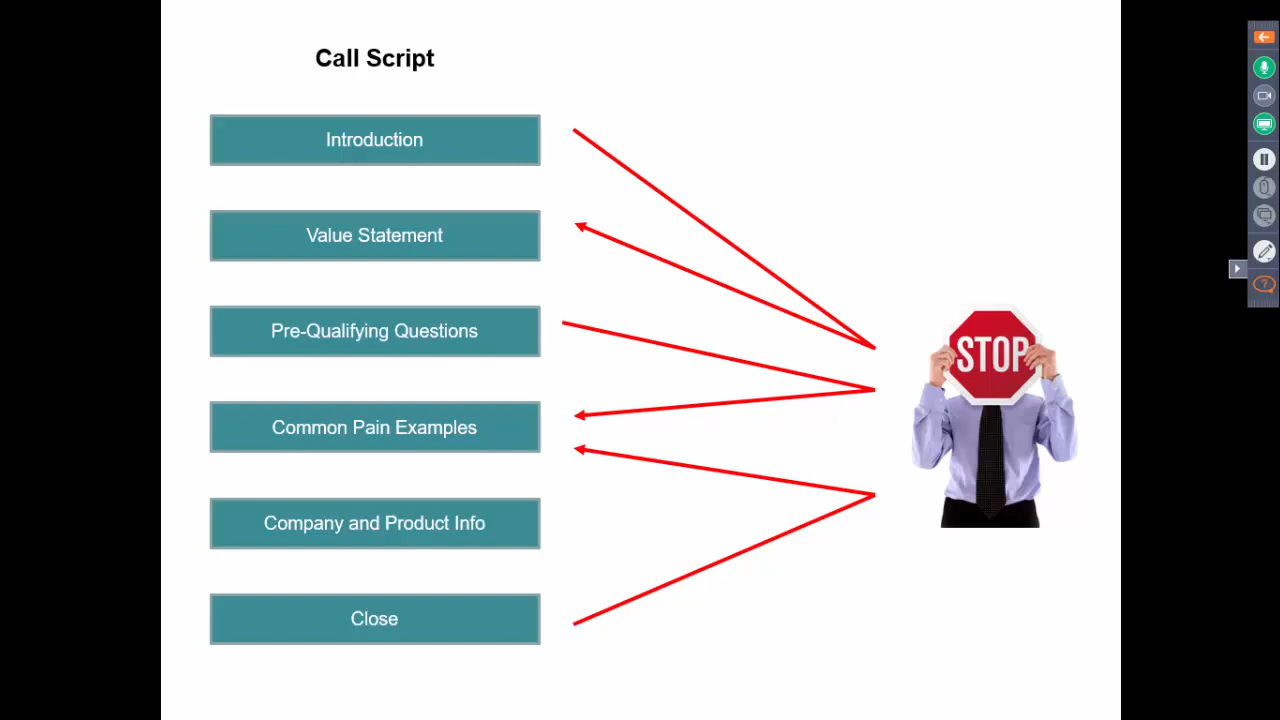 Call Script
Introduction
Value Statement
Pre-Qualifying Questions
Common Pain Examples
Company and Product Info
Close
STOP
?